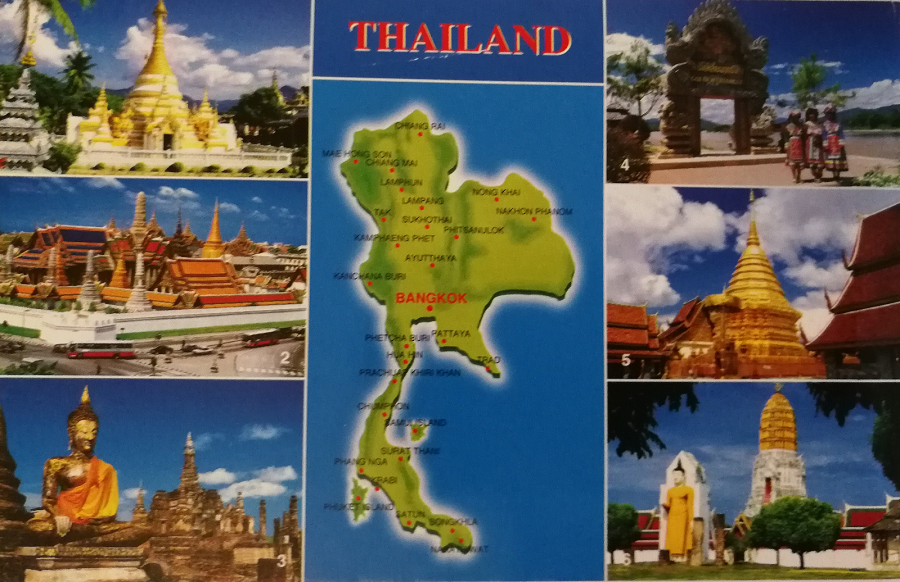 THAILAND
CHIANG RAI
MAE HONG SON
CHIANG MAI
LAMPHUN
NONG KHAI
LAMPANG
TAK
NAKHON PHANOM
SUKHOTHAI
PHITSANULOK
KAMPHAENG PHET
AYUTTHAYA
KANCHANA BURI
BANGKOK
PHETCHA BURI
PATTAYA
HUA HIN
TRAD
PRACHUAP KHIRI KHAN
CHUMPHON
SAMUI ISLAND
SURAT THANI
PHANG NGA
KRABI
PHUKET ISLAND
SATUN
SONGKHLA
2
3
4
5
6